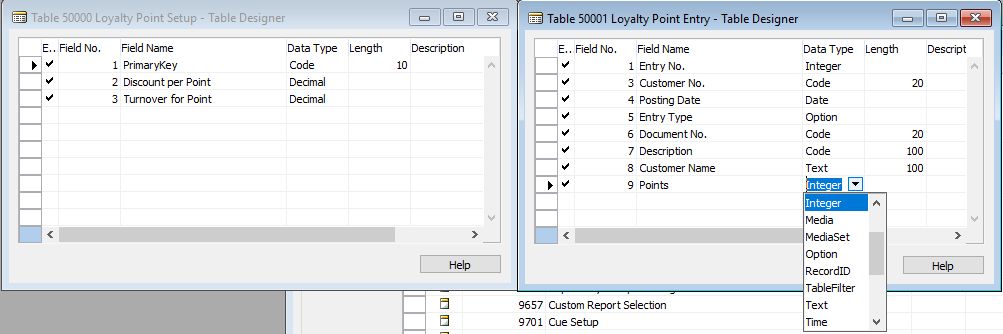 Table 50000 Loyalty Point Setup - Table Designer
E.. Field No. Field Name Data Type Length Description
1 PrimaryKey Code 10
2 Discount per Point Decimal
3 Turnover for Point Decimal
Help
Table 50001 Loyalty Point Entry - Table Designer
E.. Field No. Field Name Data Type Length Descript
1 Entry No. Integer
3 Customer No. Code 20
4 Posting Date Date
5 Entry Type Option
6 Document No. Code 20
7 Description Code 100
8 Customer Name Text 100
9 Points Integer
Integer
Media
MediaSet
Option
RecordID
TableFilter
Text
Time
Help
9657 Custom Report Selection
9701 Cue Setup